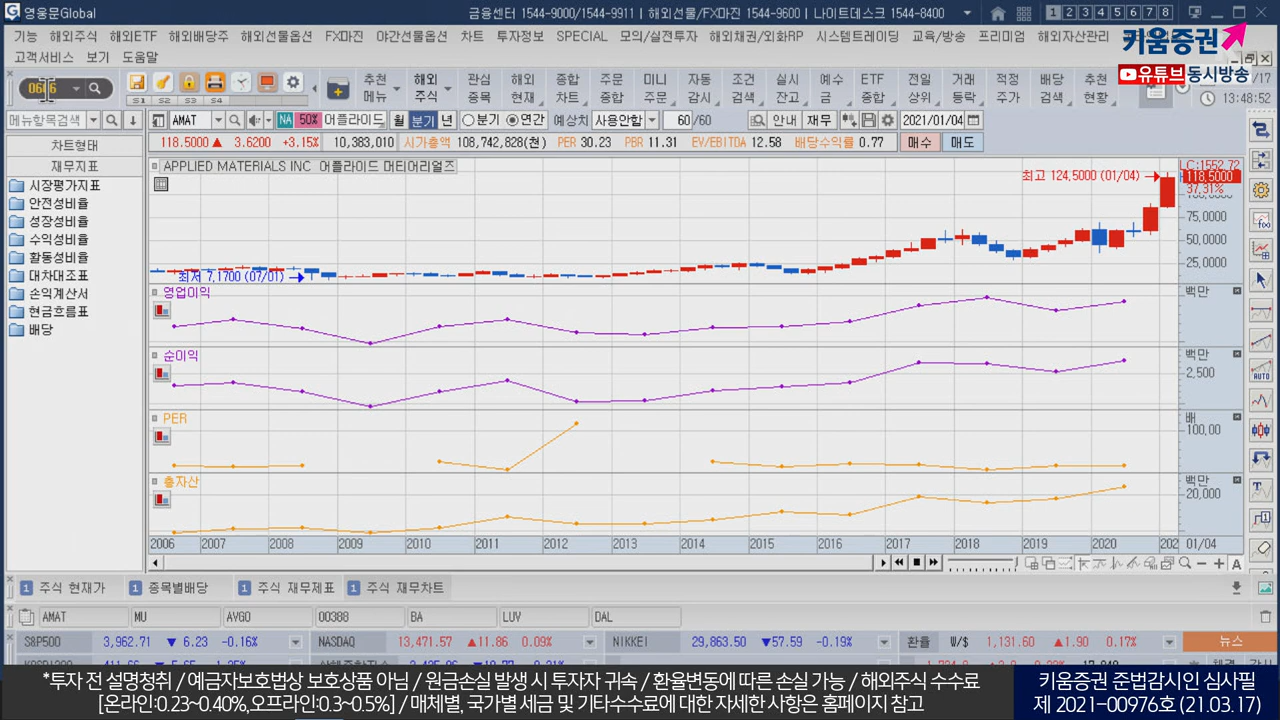 영웅문Global
금융센터 1544-9000/1544-9911 | 해외선물/FX마진 1544-9600 | 나이트데스크 1544-8400
1 2 3 4 5 6 7 8
기능 해외주식 해외ETF 해외배당주 해외선물옵션 FX마진 야간선물옵션 차트 투자정보 SPECIAL 모의/실전투자 해외채권/외화RP 시스템트레이딩 교육/방송 프리미엄 해외자산관리
키움증권
고객서비스 보기 도움말
유튜브 동시방송
S1 S2 S3 S4
추천 메뉴
해외 주식
관심 종목
해외 현재
종합 차트
주문 종합
미니 주문
자동 감시
조건 검색
실시 잔고
예수금
ETF 종합
전일 상위
거래 등락
적정 주가
배당 검색
추천 현황
13:48:52
메뉴항목검색
AMAT NA 50% 어플라이드 월 분기 년 분기 연간 예상치 사용안함 60 /60 안내 재무 2021/01/04
118.5000 ▲ 3.6200 +3.15% 10,383,010 시가총액 108,742,828(천) PER 30.23 PBR 11.31 EV/EBITDA 12.58 배당수익률 0.77 매수 매도
차트형태
재무지표
시장평가지표
안전성비율
성장성비율
수익성비율
활동성비율
대차대조표
손익계산서
현금흐름표
배당
APPLIED MATERIALS INC 어플라이드 머티어리얼즈
LC:1552.72
최고 124.5000 (01/04)
118.5000
37.31%
75.0000
50.0000
25.0000
최저 7.1700 (07/01)
영업이익
백만
순이익
백만
2,500
PER
배
100.00
총자산
백만
20,000
2006 2007 2008 2009 2010 2011 2012 2013 2014 2015 2016 2017 2018 2019 2020 202 01/04
1 주식 현재가 1 종목별배당 1 주식 재무제표 1 주식 재무차트
AMAT MU AVGO 00388 BA LUV DAL
S&P500 3,962.71 ▼ 6.23 -0.16% NASDAQ 13,471.57 ▲11.86 0.09% NIKKEI 29,863.50 ▼57.59 -0.19% 환율 W/$ 1,131.60 ▲1.90 0.17% 뉴스
*투자 전 설명청취 / 예금자보호법상 보호상품 아님 / 원금손실 발생 시 투자자 귀속 / 환율변동에 따른 손실 가능 / 해외주식 수수료
[온라인:0.23~0.40%,오프라인:0.3~0.5%] / 매체별, 국가별 세금 및 기타수수료에 대한 자세한 사항은 홈페이지 참고
키움증권 준법감시인 심사필
제 2021-00976호 (21.03.17)